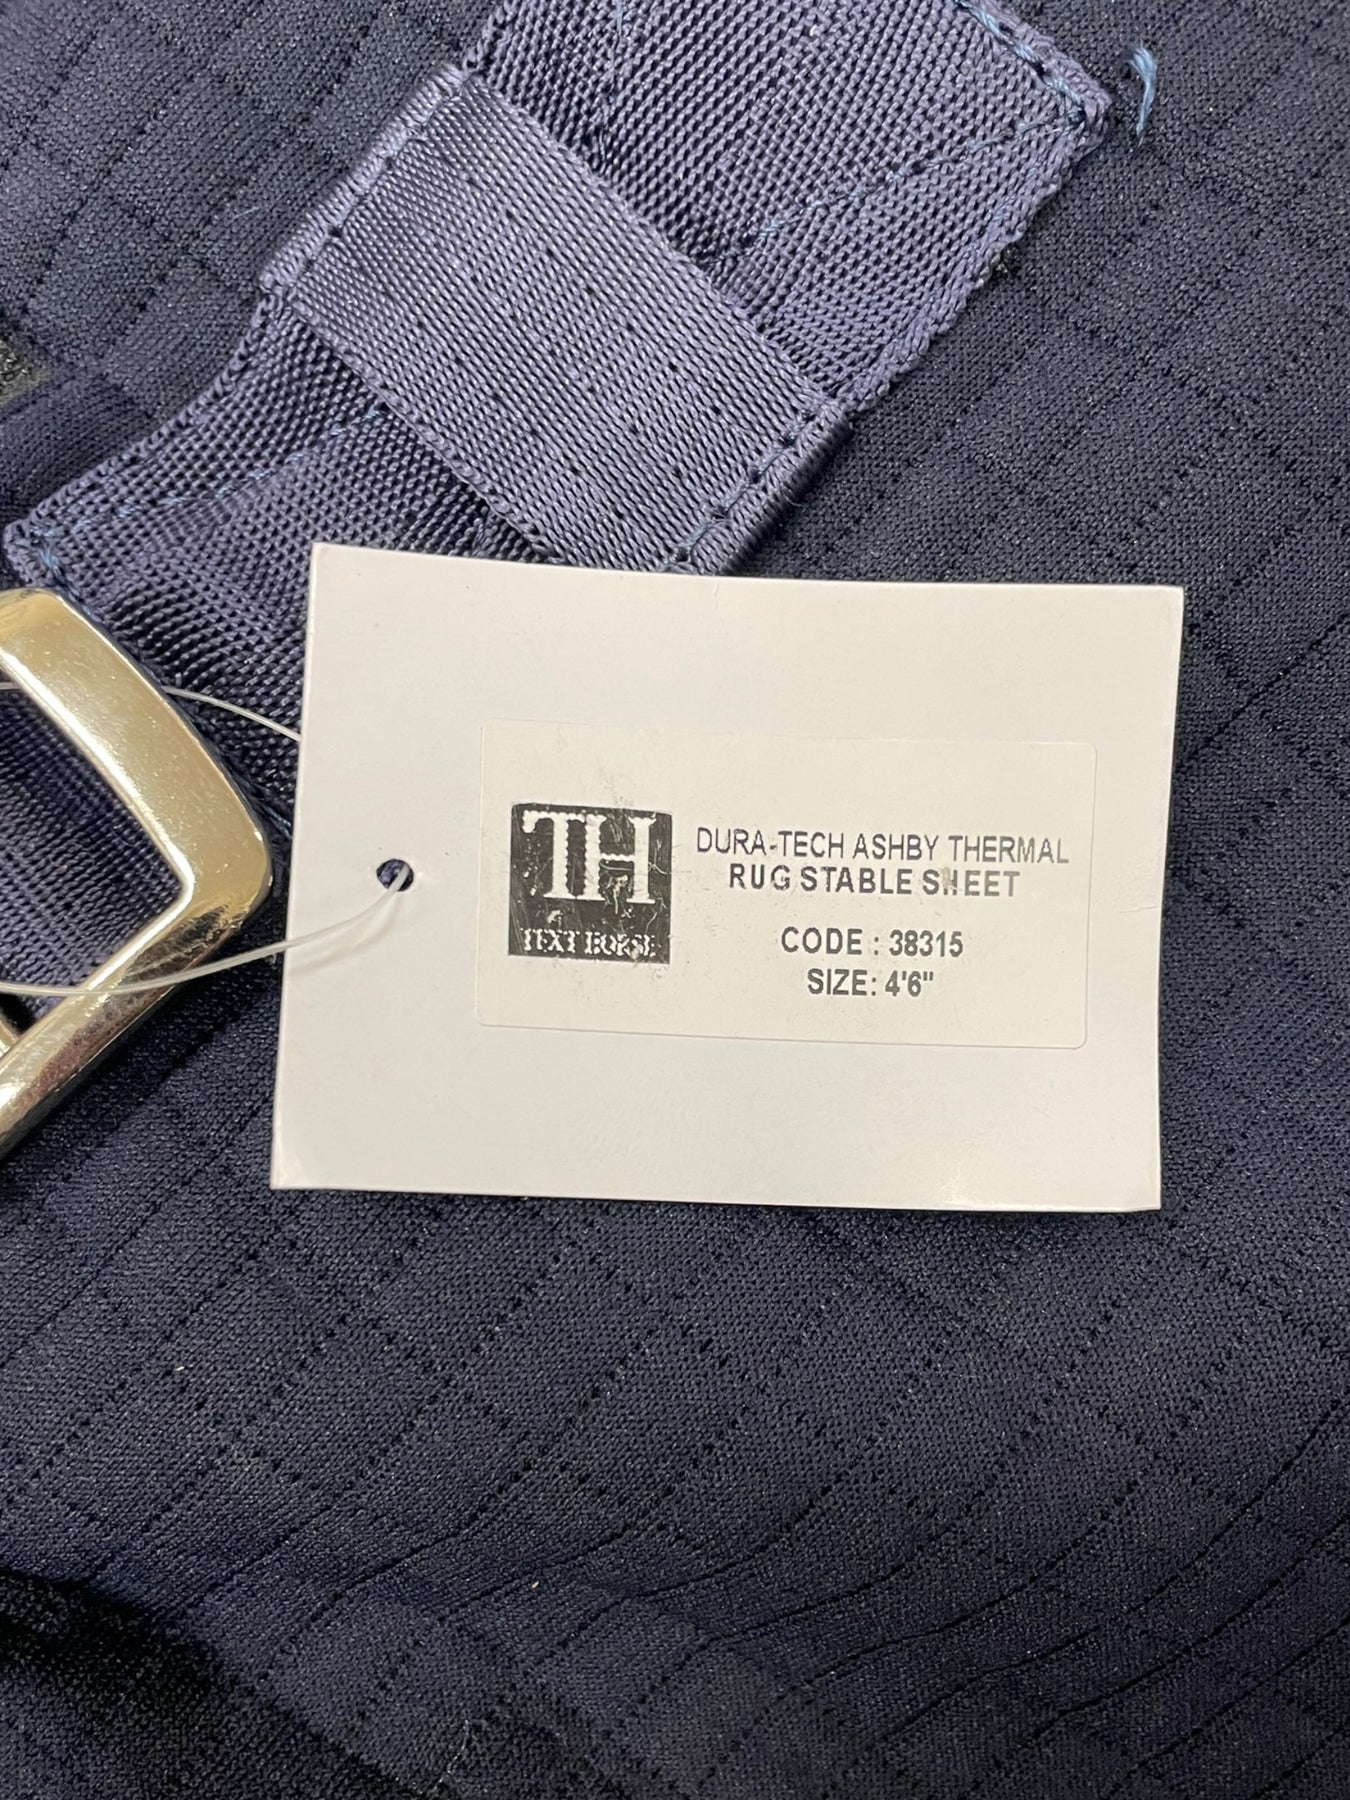 TH
TEXT HORSE
DURA-TECH ASHBY THERMAL
RUG STABLE SHEET
CODE : 38315
SIZE: 4'6"